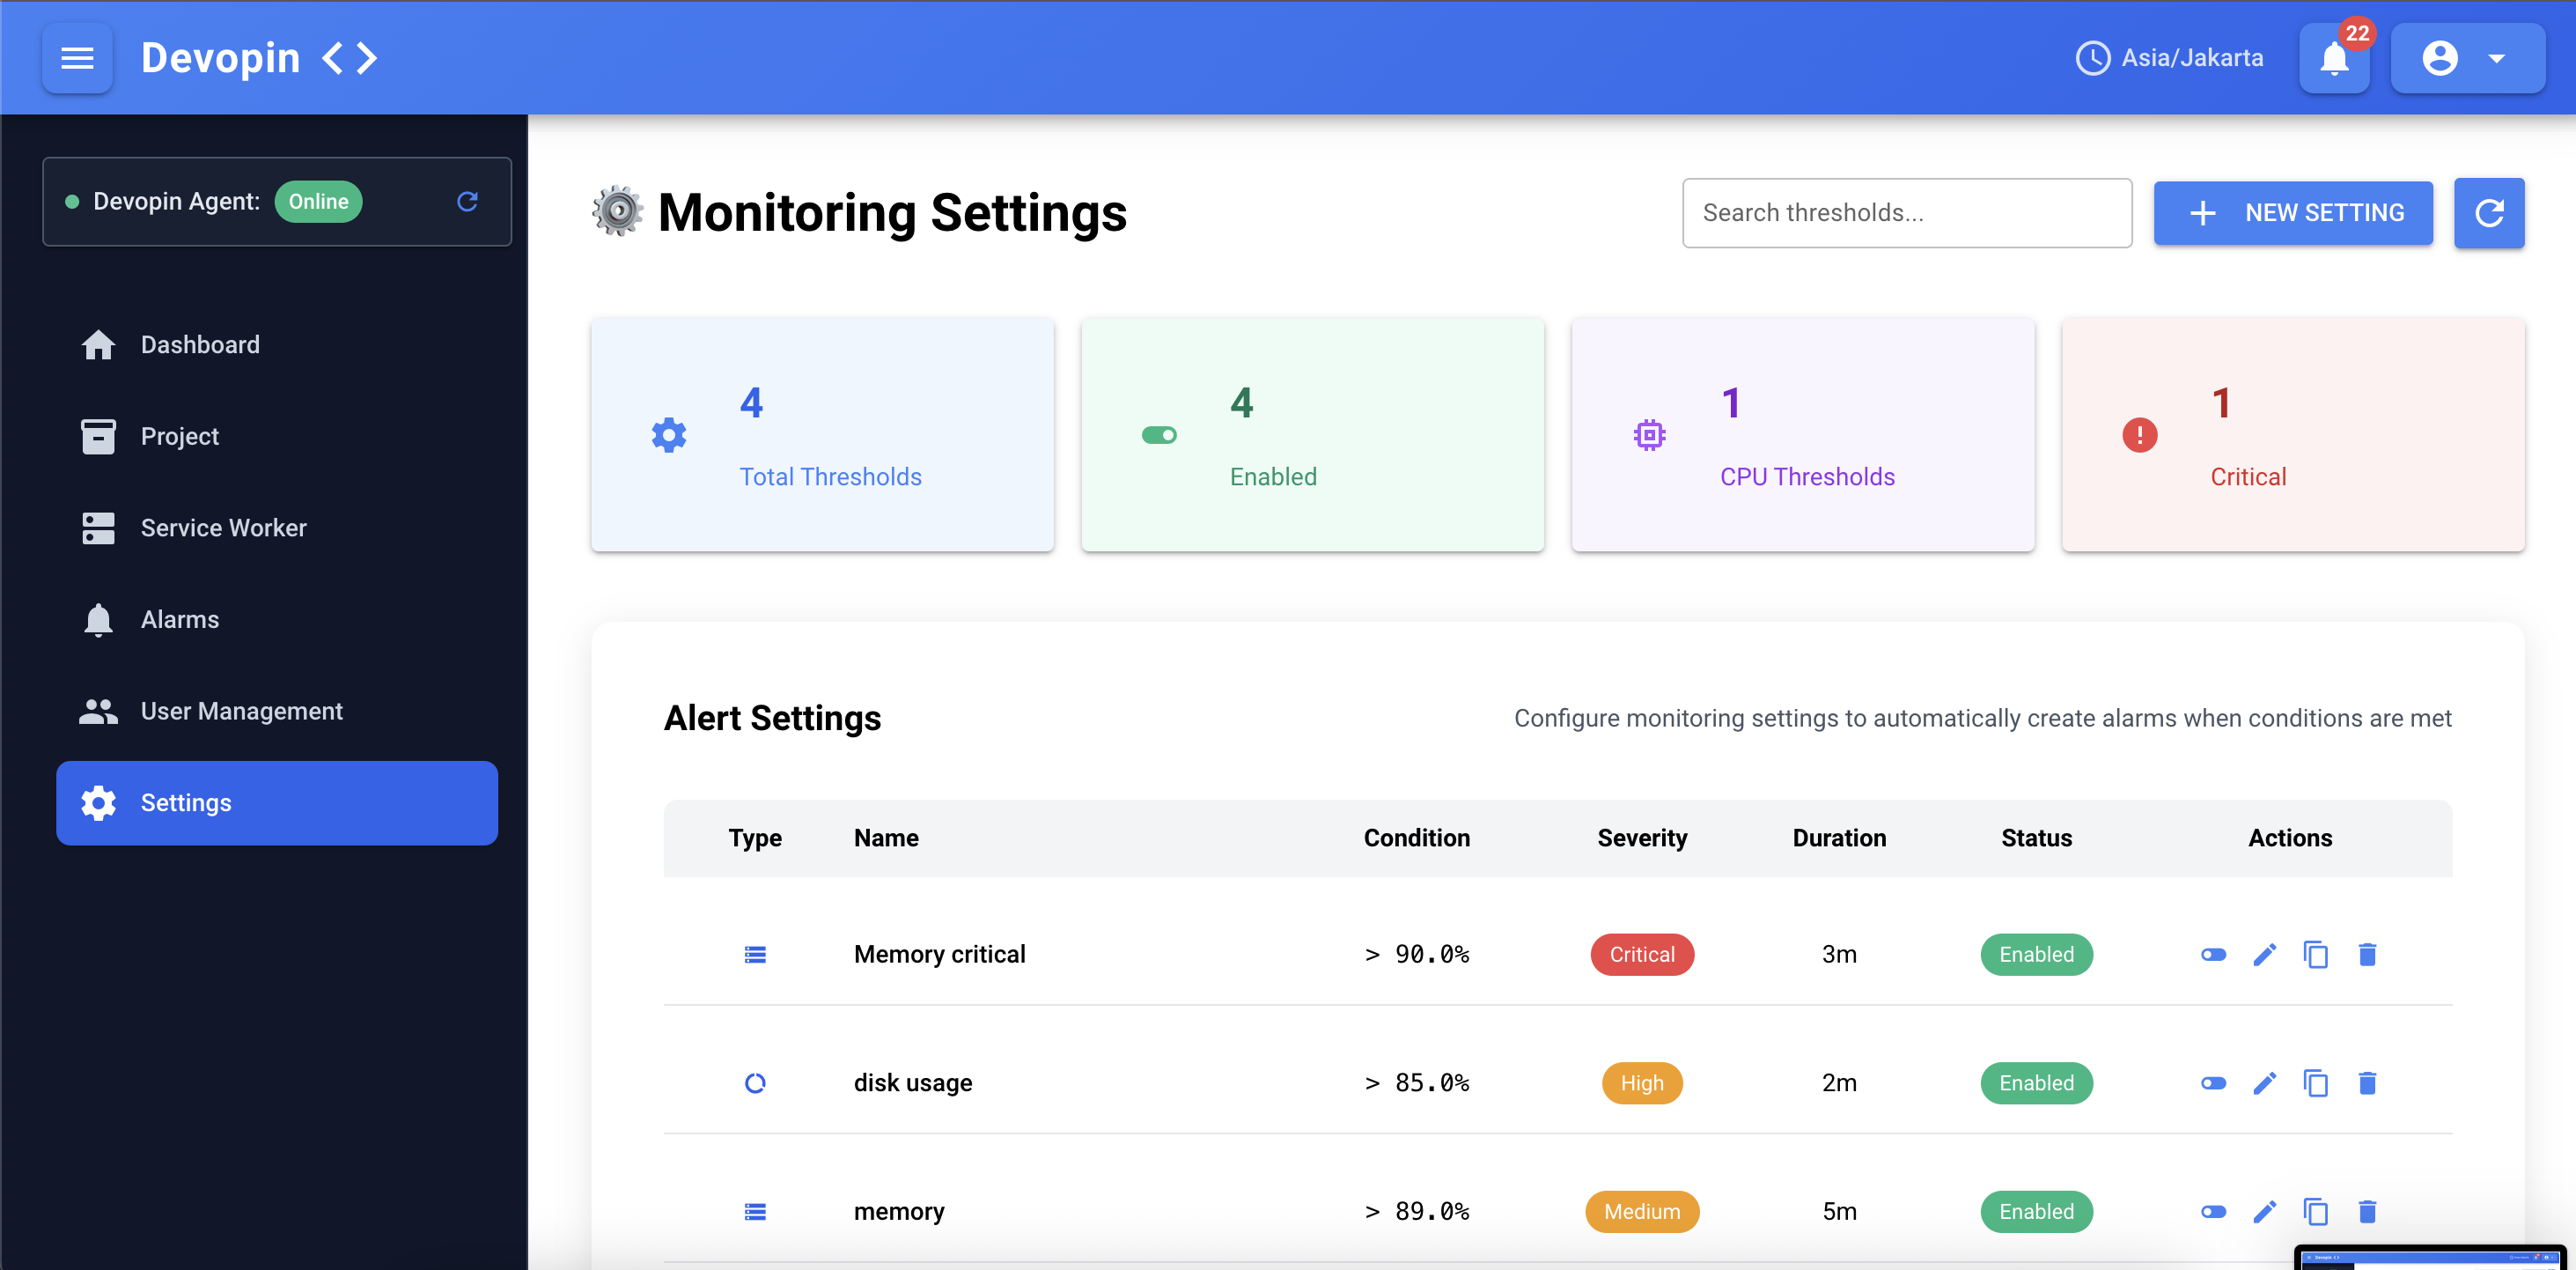 Devopin <>
Asia/Jakarta
22
Devopin Agent: Online
Dashboard
Project
Service Worker
Alarms
User Management
Settings
Monitoring Settings
Search thresholds...
NEW SETTING
4
Total Thresholds
4
Enabled
1
CPU Thresholds
1
Critical
Alert Settings
Configure monitoring settings to automatically create alarms when conditions are met
Type Name Condition Severity Duration Status Actions
Memory critical > 90.0% Critical 3m Enabled
disk usage > 85.0% High 2m Enabled
memory > 89.0% Medium 5m Enabled